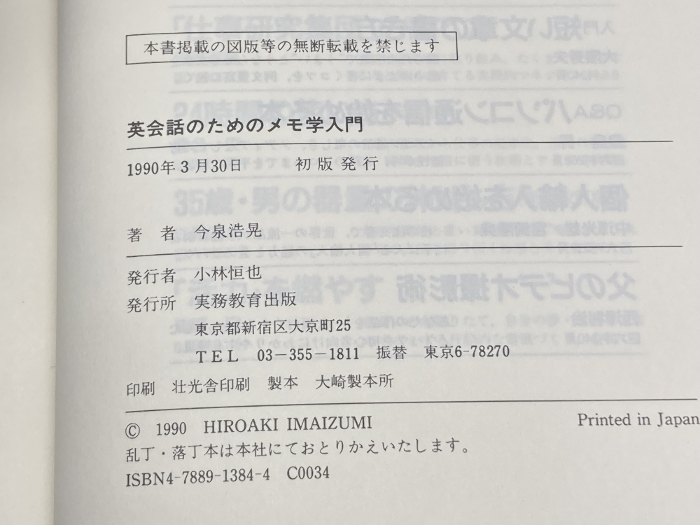 本書掲載の図版等の無断転載を禁じます
英会話のためのメモ学入門
1990年3月30日 初版発行
著者 今泉浩晃
発行者 小林恒也
発行所 実務教育出版
東京都新宿区大京町25
TEL 03-355-1811 振替 東京6-78270
印刷 壮光舎印刷 製本 大崎製本所
© 1990 HIROAKI IMAIZUMI Printed in Japan
乱丁・落丁本は本社にておとりかえいたします。
ISBN4-7889-1384-4 C0034